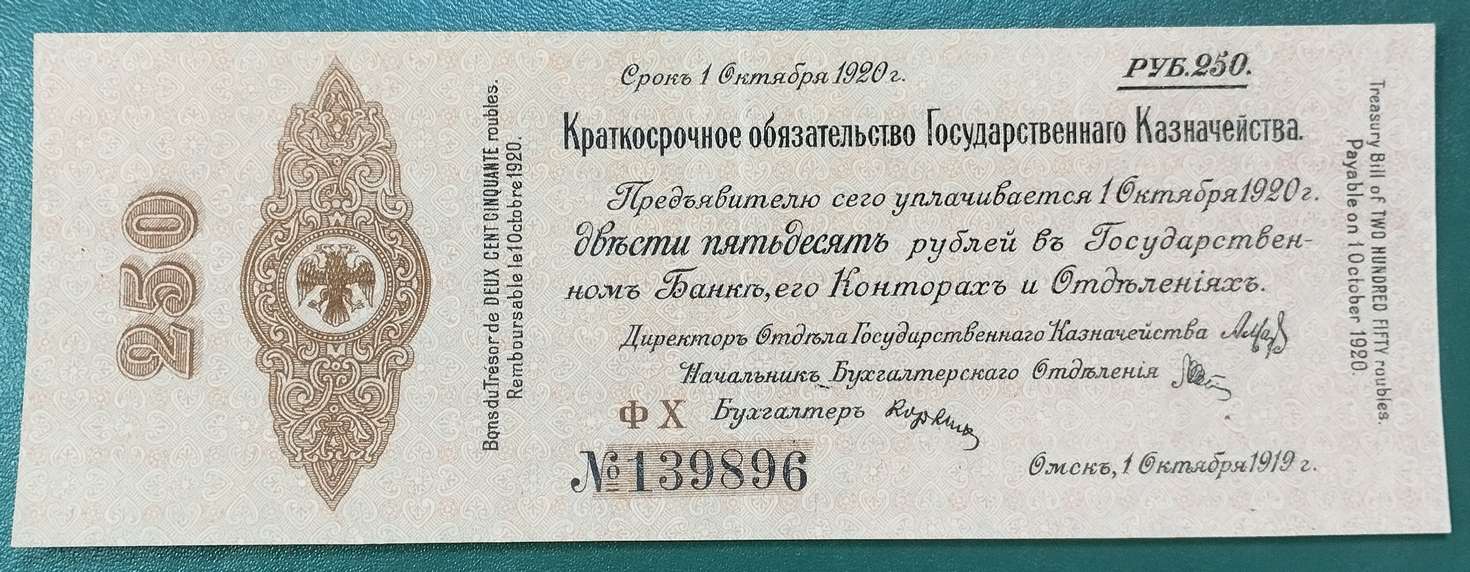 250
Bons du Trésor de DEUX CENT CINQUANTE roubles.
Remboursable le 1 Octobre 1920.
Срокъ 1 Октября 1920 г.
РУБ. 250.
Краткосрочное обязательство Государственнаго Казначейства.
Предъявителю сего уплачивается 1 Октября 1920 г.
двѣсти пятьдесятъ рублей въ Государствен-
номъ Банкѣ, его Конторахъ и Отдѣленіяхъ.
Директоръ Отдѣла Государственнаго Казначейства
Начальникъ Бухгалтерскаго Отдѣленія
Ф Х Бухгалтеръ
№ 139896
Омскъ, 1 Октября 1919 г.
Treasury Bill of TWO HUNDRED FIFTY roubles.
Payable on 1 October 1920.